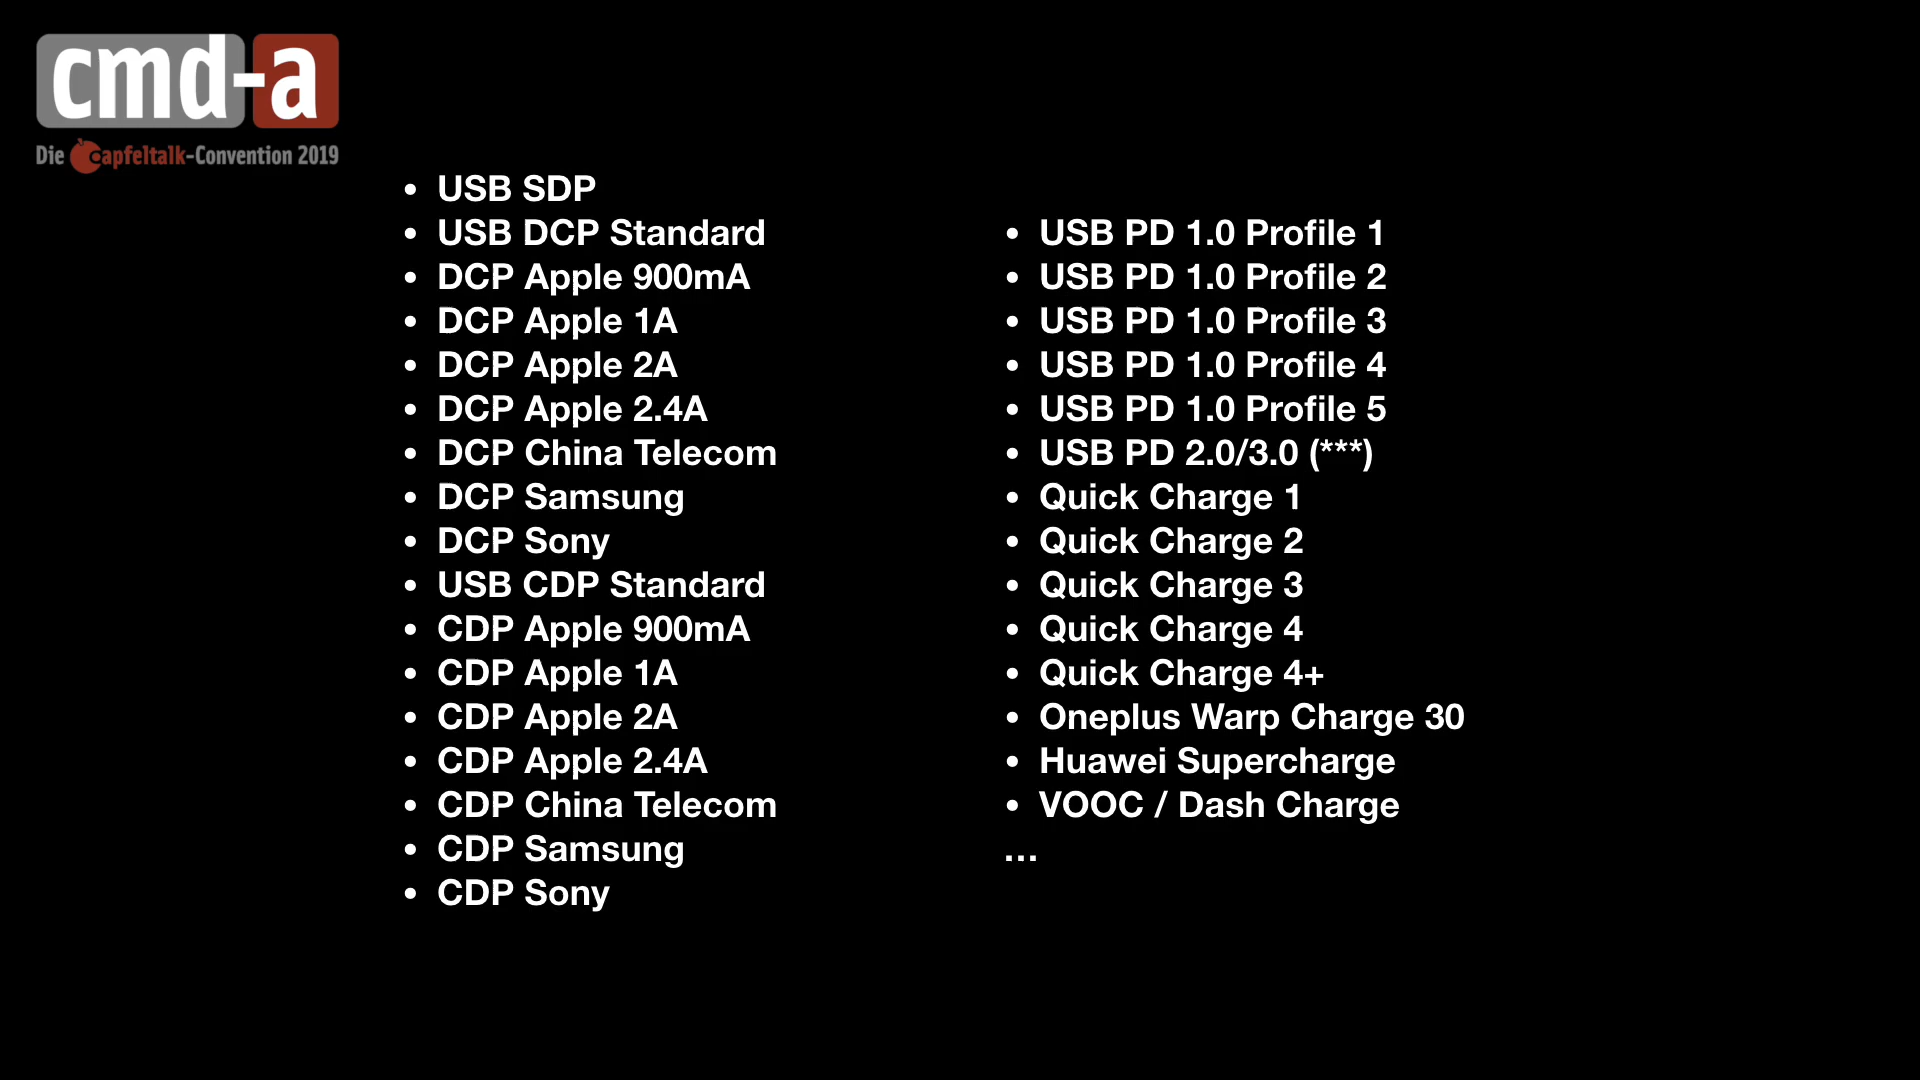 cmd-a
Die apfeltalk-Convention 2019
• USB SDP
• USB DCP Standard
• DCP Apple 900mA
• DCP Apple 1A
• DCP Apple 2A
• DCP Apple 2.4A
• DCP China Telecom
• DCP Samsung
• DCP Sony
• USB CDP Standard
• CDP Apple 900mA
• CDP Apple 1A
• CDP Apple 2A
• CDP Apple 2.4A
• CDP China Telecom
• CDP Samsung
• CDP Sony
• USB PD 1.0 Profile 1
• USB PD 1.0 Profile 2
• USB PD 1.0 Profile 3
• USB PD 1.0 Profile 4
• USB PD 1.0 Profile 5
• USB PD 2.0/3.0 (***)
• Quick Charge 1
• Quick Charge 2
• Quick Charge 3
• Quick Charge 4
• Quick Charge 4+
• Oneplus Warp Charge 30
• Huawei Supercharge
• VOOC / Dash Charge
...